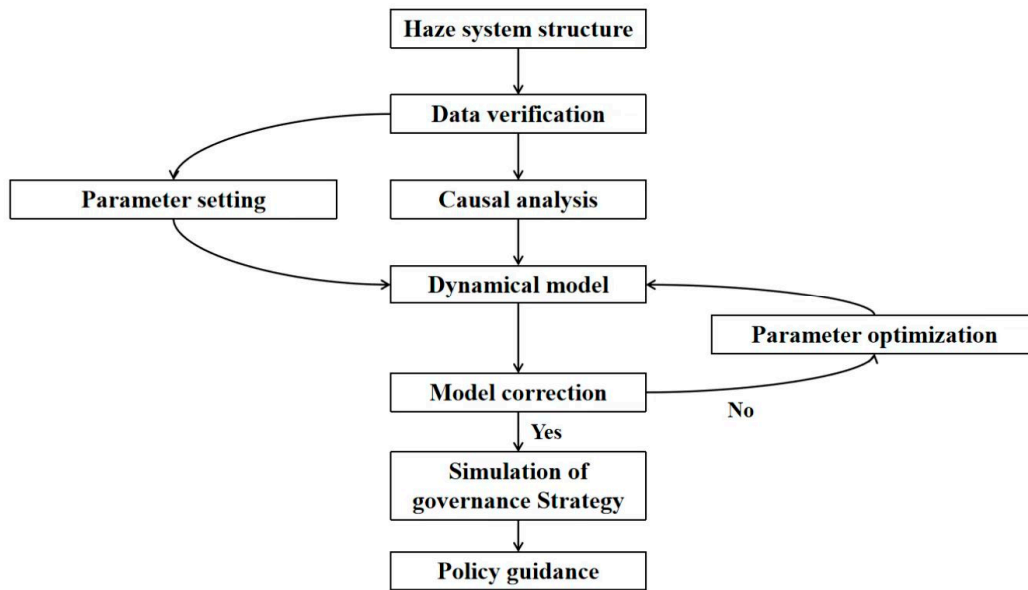 Haze system structure
Data verification
Parameter setting
Causal analysis
Dynamical model
Parameter optimization
Model correction
No
Yes
Simulation of
governance Strategy
Policy guidance